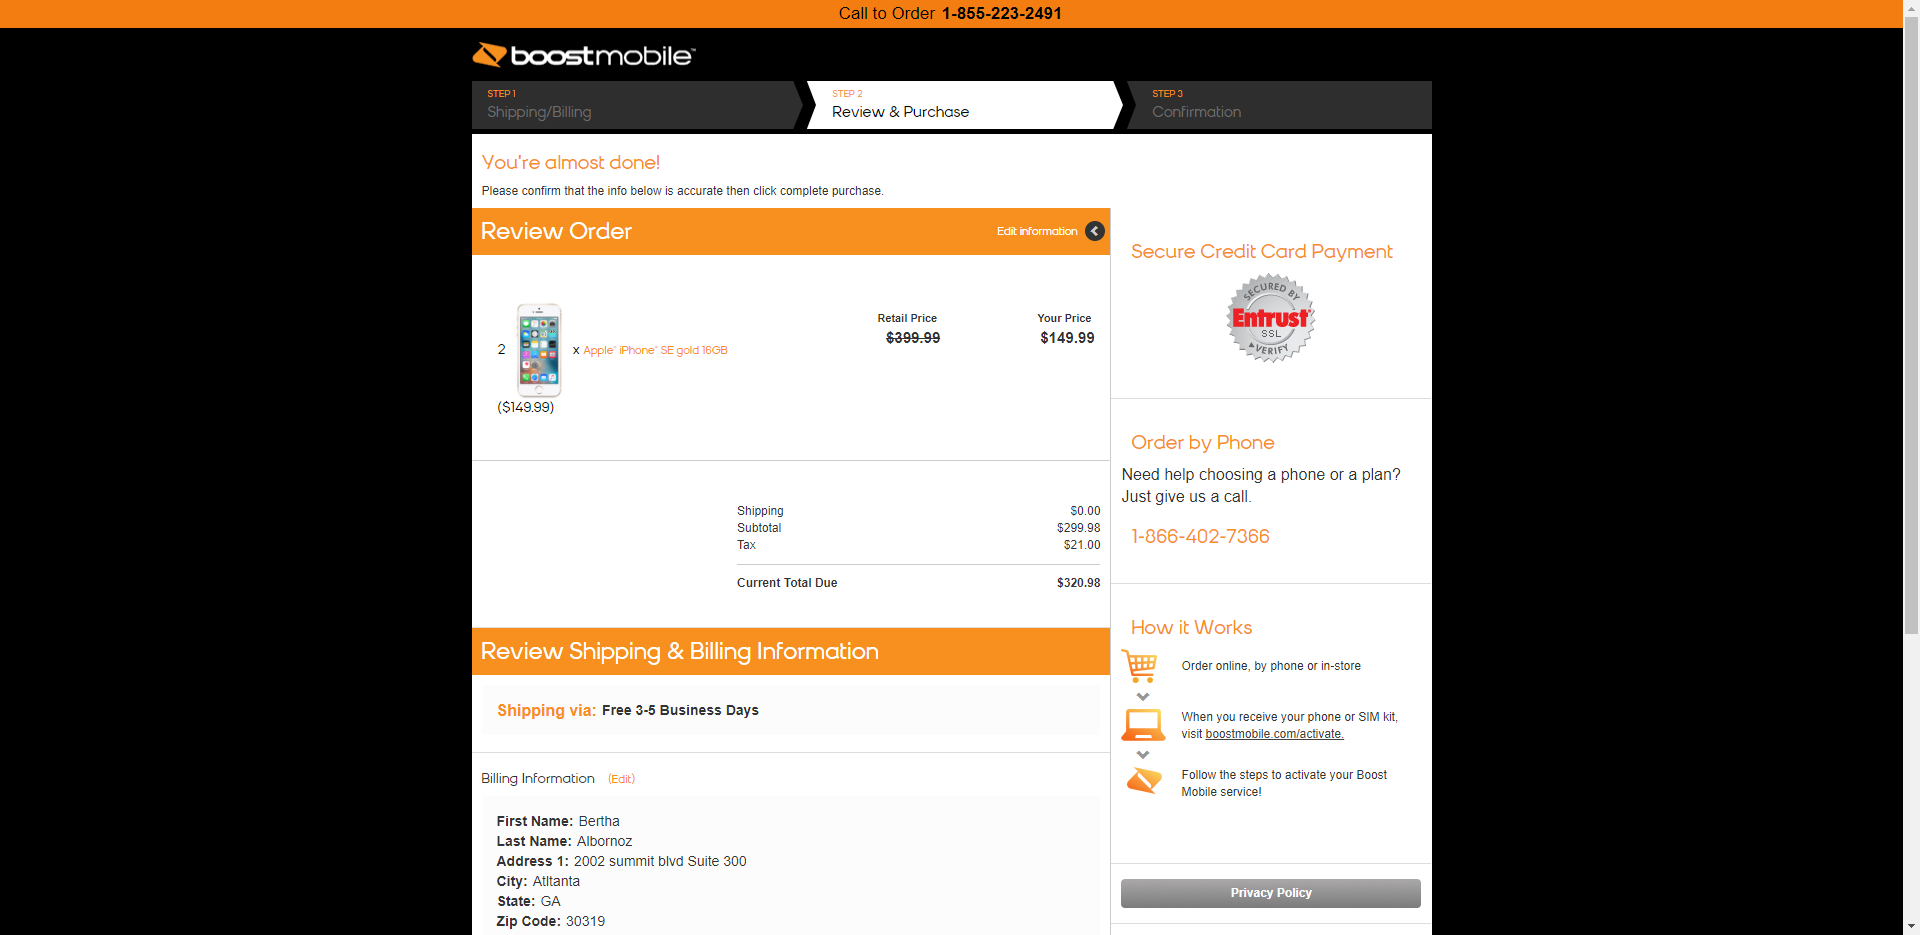 Call to Order 1-855-223-2491
boostmobile™
STEP 1
Shipping/Billing
STEP 2
Review & Purchase
STEP 3
Confirmation
You're almost done!
Please confirm that the info below is accurate then click complete purchase.
Review Order
Edit information
2
x Apple® iPhone® SE gold 16GB
($149.99)
Retail Price
$399.99
Your Price
$149.99
Shipping $0.00
Subtotal $299.98
Tax $21.00
Current Total Due $320.98
Review Shipping & Billing Information
Shipping via: Free 3-5 Business Days
Billing Information (Edit)
First Name: Bertha
Last Name: Albornoz
Address 1: 2002 summit blvd Suite 300
City: Atltanta
State: GA
Zip Code: 30319
Secure Credit Card Payment
SECURED BY
Entrust
SSL
VERIFY
Order by Phone
Need help choosing a phone or a plan?
Just give us a call.
1-866-402-7366
How it Works
Order online, by phone or in-store
When you receive your phone or SIM kit,
visit boostmobile.com/activate.
Follow the steps to activate your Boost
Mobile service!
Privacy Policy